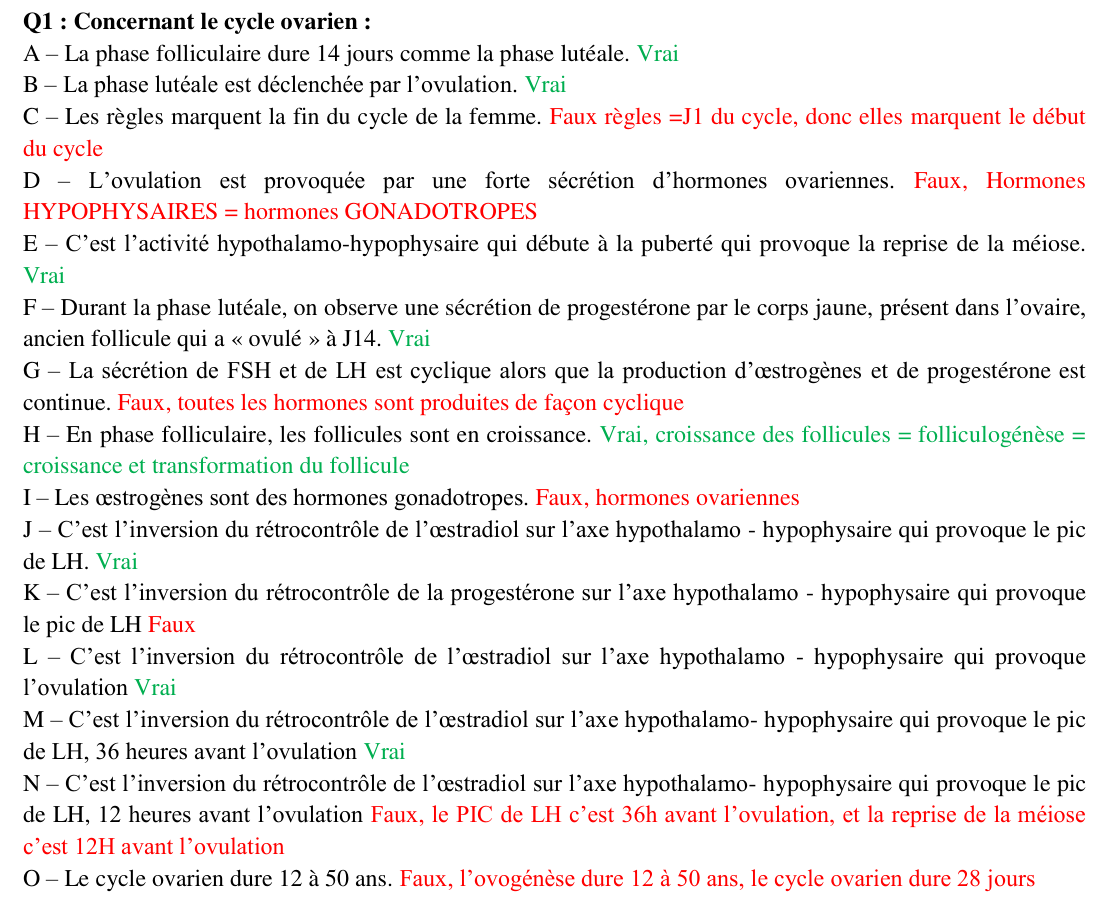 Q1 : Concernant le cycle ovarien :
A – La phase folliculaire dure 14 jours comme la phase lutéale. Vrai
B – La phase lutéale est déclenchée par l’ovulation. Vrai
C – Les règles marquent la fin du cycle de la femme. Faux règles =J1 du cycle, donc elles marquent le début
du cycle
D – L’ovulation est provoquée par une forte sécrétion d’hormones ovariennes. Faux, Hormones
HYPOPHYSAIRES = hormones GONADOTROPES
E – C’est l’activité hypothalamo-hypophysaire qui débute à la puberté qui provoque la reprise de la méiose.
Vrai
F – Durant la phase lutéale, on observe une sécrétion de progestérone par le corps jaune, présent dans l’ovaire,
ancien follicule qui a « ovulé » à J14. Vrai
G – La sécrétion de FSH et de LH est cyclique alors que la production d’œstrogènes et de progestérone est
continue. Faux, toutes les hormones sont produites de façon cyclique
H – En phase folliculaire, les follicules sont en croissance. Vrai, croissance des follicules = folliculogénèse =
croissance et transformation du follicule
I – Les œstrogènes sont des hormones gonadotropes. Faux, hormones ovariennes
J – C’est l’inversion du rétrocontrôle de l’œstradiol sur l’axe hypothalamo - hypophysaire qui provoque le pic
de LH. Vrai
K – C’est l’inversion du rétrocontrôle de la progestérone sur l’axe hypothalamo - hypophysaire qui provoque
le pic de LH Faux
L – C’est l’inversion du rétrocontrôle de l’œstradiol sur l’axe hypothalamo - hypophysaire qui provoque
l’ovulation Vrai
M – C’est l’inversion du rétrocontrôle de l’œstradiol sur l’axe hypothalamo- hypophysaire qui provoque le pic
de LH, 36 heures avant l’ovulation Vrai
N – C’est l’inversion du rétrocontrôle de l’œstradiol sur l’axe hypothalamo- hypophysaire qui provoque le pic
de LH, 12 heures avant l’ovulation Faux, le PIC de LH c’est 36h avant l’ovulation, et la reprise de la méiose
c’est 12H avant l’ovulation
O – Le cycle ovarien dure 12 à 50 ans. Faux, l’ovogénèse dure 12 à 50 ans, le cycle ovarien dure 28 jours